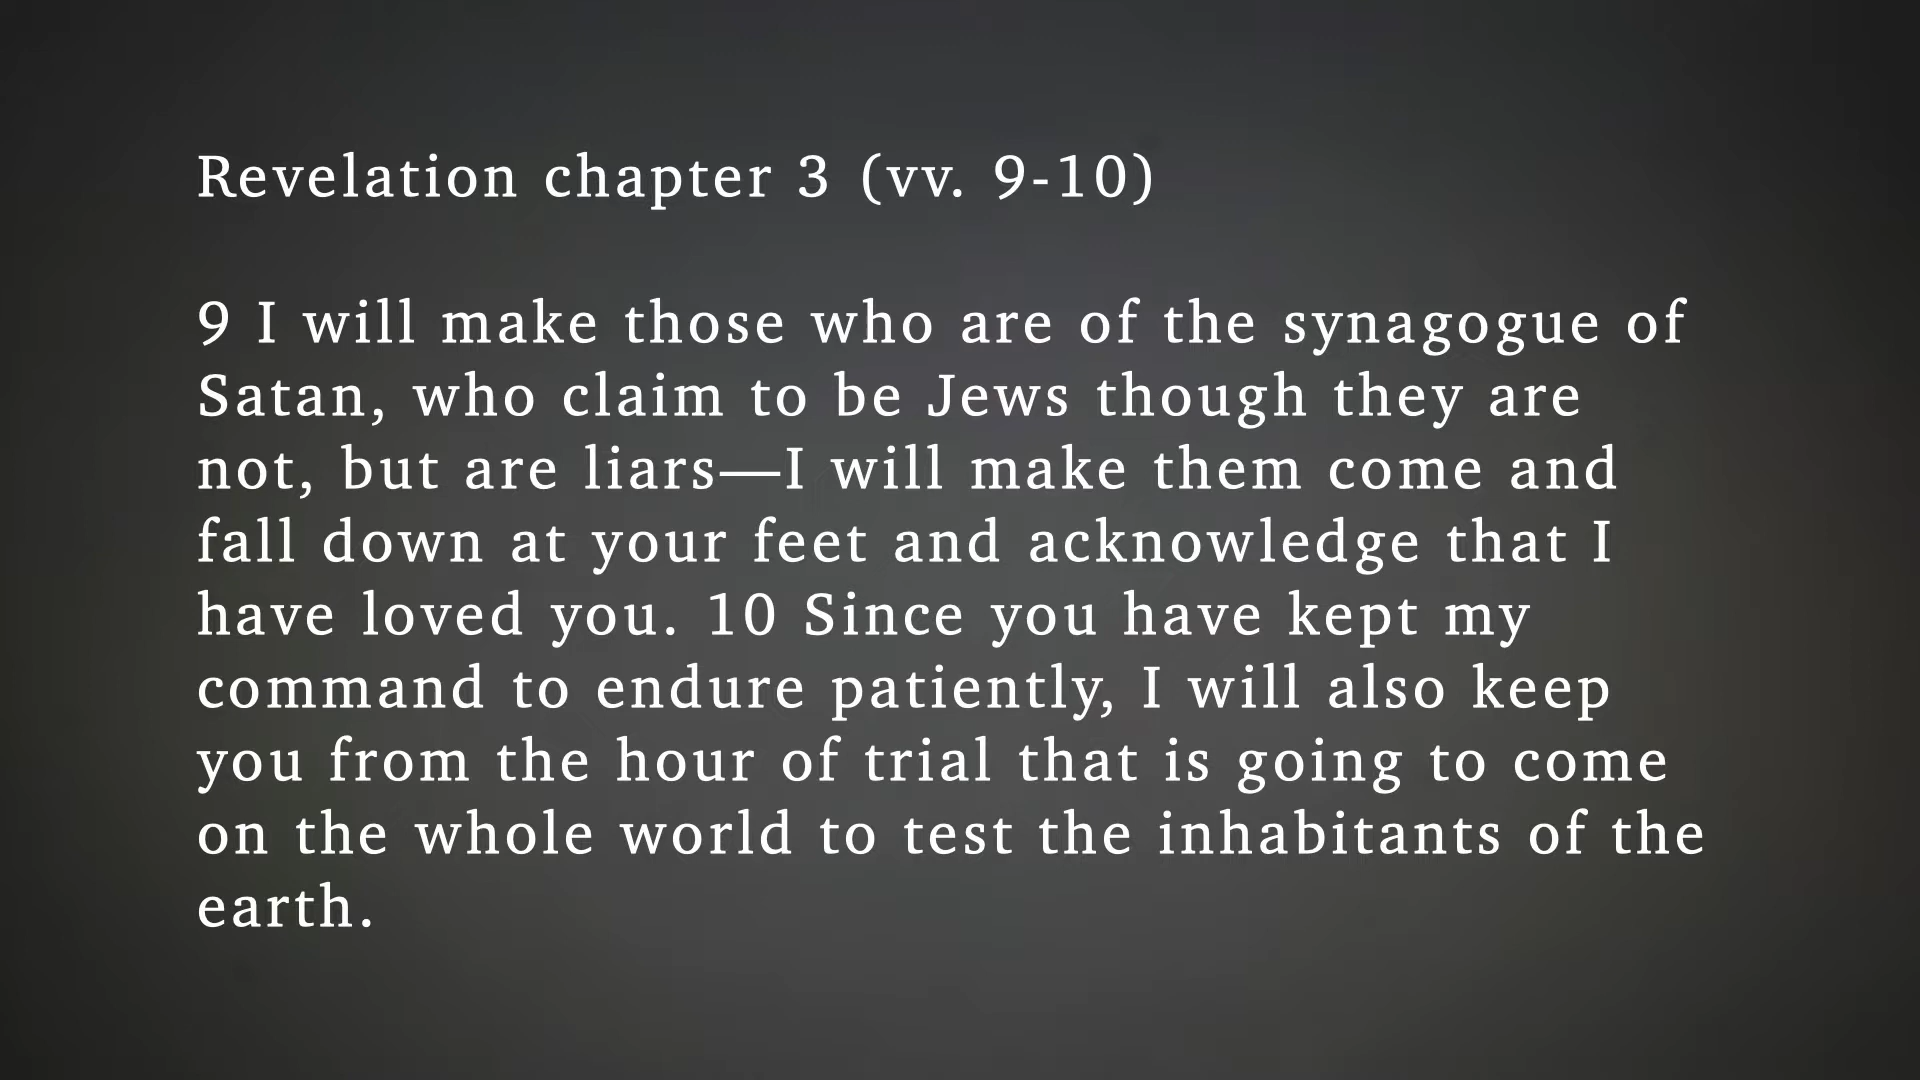 Revelation chapter 3 (vv. 9-10)
9 I will make those who are of the synagogue of
Satan, who claim to be Jews though they are
not, but are liars—I will make them come and
fall down at your feet and acknowledge that I
have loved you. 10 Since you have kept my
command to endure patiently, I will also keep
you from the hour of trial that is going to come
on the whole world to test the inhabitants of the
earth.